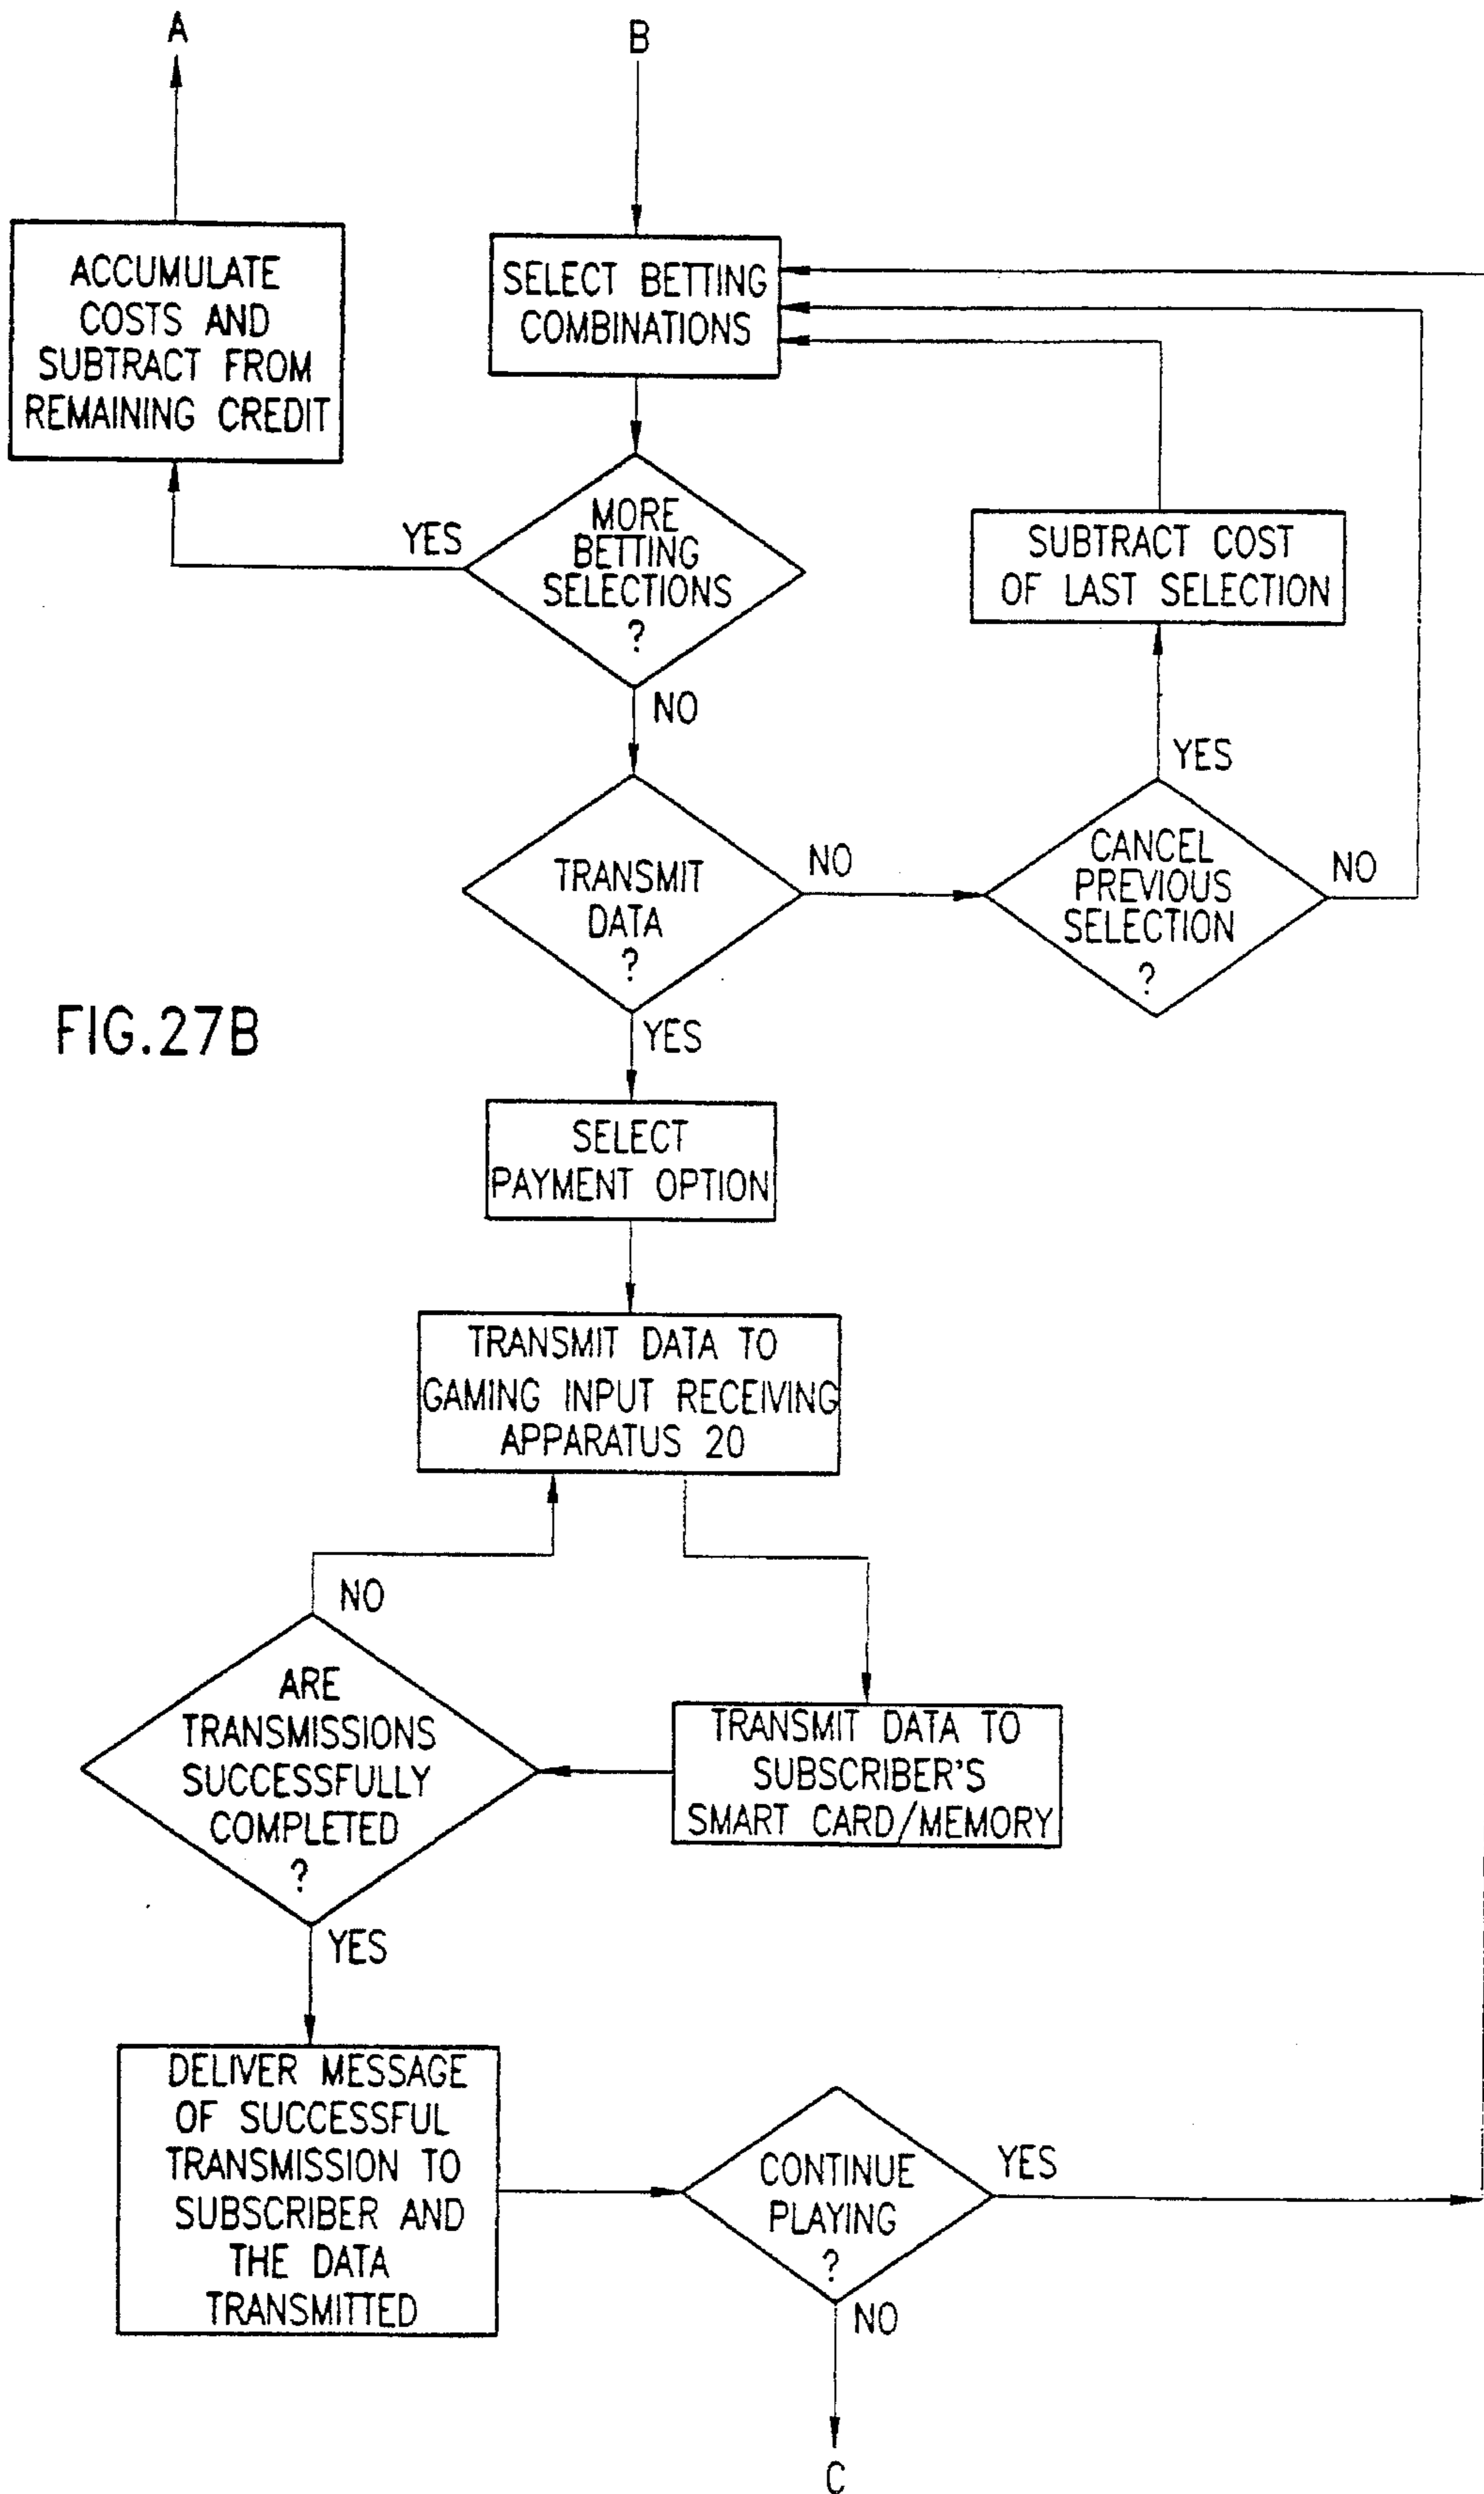 A
B
ACCUMULATE
COSTS AND
SUBTRACT FROM
REMAINING CREDIT
SELECT BETTING
COMBINATIONS
YES
MORE
BETTING
SELECTIONS
?
SUBTRACT COST
OF LAST SELECTION
NO
YES
TRANSMIT
DATA
?
NO
CANCEL
PREVIOUS
SELECTION
?
NO
FIG.27B
YES
SELECT
PAYMENT OPTION
TRANSMIT DATA TO
GAMING INPUT RECEIVING
APPARATUS 20
NO
ARE
TRANSMISSIONS
SUCCESSFULLY
COMPLETED
?
TRANSMIT DATA TO
SUBSCRIBER'S
SMART CARD/MEMORY
YES
DELIVER MESSAGE
OF SUCCESSFUL
TRANSMISSION TO
SUBSCRIBER AND
THE DATA
TRANSMITTED
CONTINUE
PLAYING
?
YES
NO
C